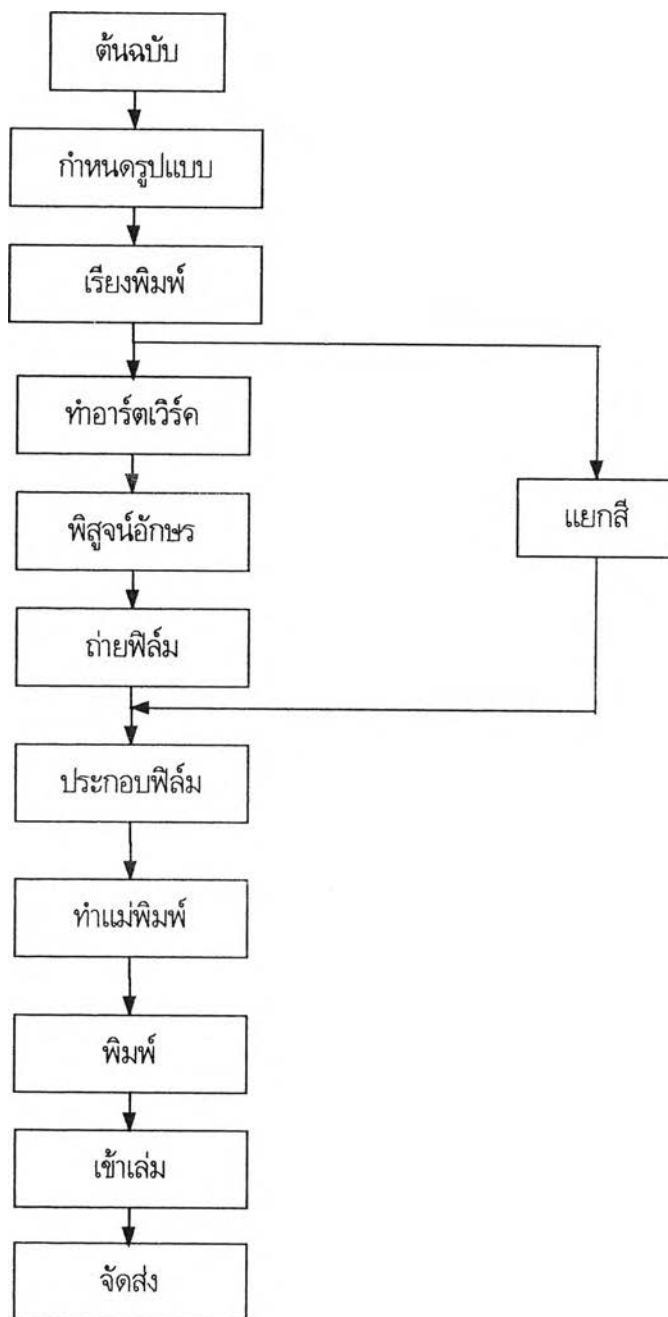 ต้นฉบับ
กำหนดรูปแบบ
เรียงพิมพ์
ทำอาร์ตเวิร์ค
พิสูจน์อักษร
แยกสี
ถ่ายฟิล์ม
ประกอบฟิล์ม
ทำแม่พิมพ์
พิมพ์
เข้าเล่ม
จัดส่ง